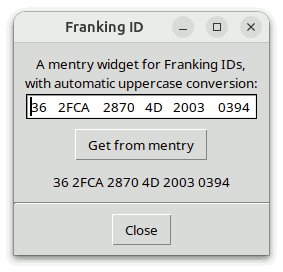 Franking ID
A mentry widget for Franking IDs,
with automatic uppercase conversion:
36 2FCA 2870 4D 2003 0394
Get from mentry
36 2FCA 2870 4D 2003 0394
Close